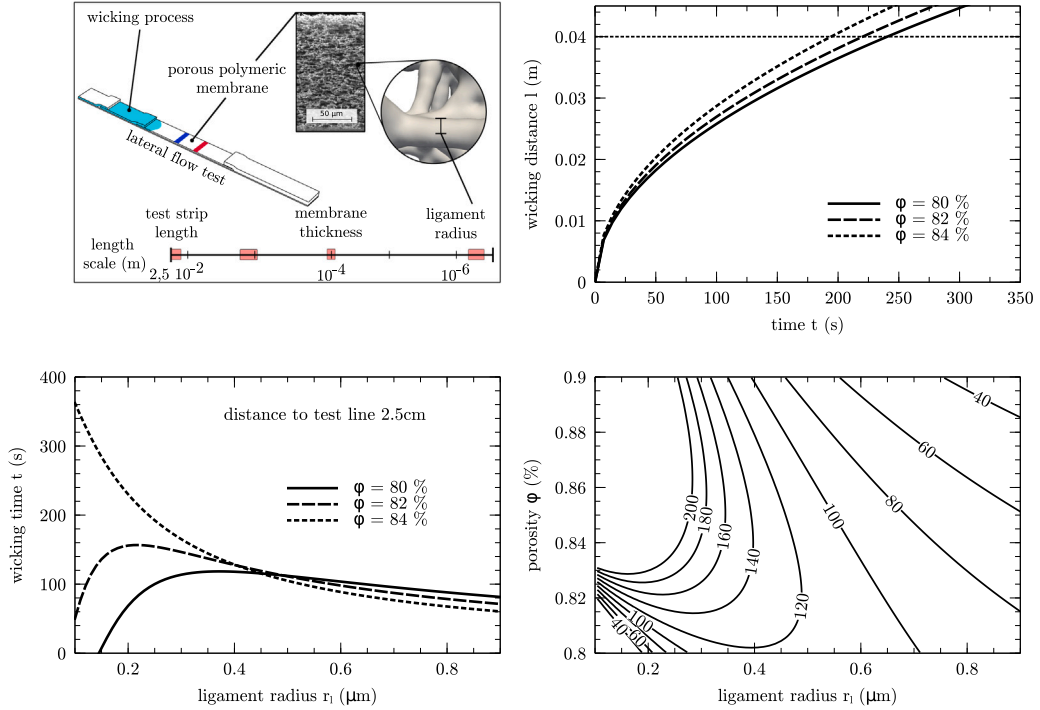 wicking process
porous polymeric
membrane
50 µm
lateral flow test
test strip
length
membrane
thickness
ligament
radius
length
scale (m)
2,5 10-2
10-4
10-6
wicking distance l (m)
0.04
0.03
0.02
0.01
0
φ = 80 %
φ = 82 %
φ = 84 %
0 50 100 150 200 250 300 350
time t (s)
wicking time t (s)
400
300
200
100
0
distance to test line 2.5cm
φ = 80 %
φ = 82 %
φ = 84 %
0.2 0.4 0.6 0.8
ligament radius rl (µm)
porosity φ (%)
0.9
0.88
0.86
0.84
0.82
0.8
40
60
80
100
120
140
160
180
200
100
60
40
0.2 0.4 0.6 0.8
ligament radius rl (µm)